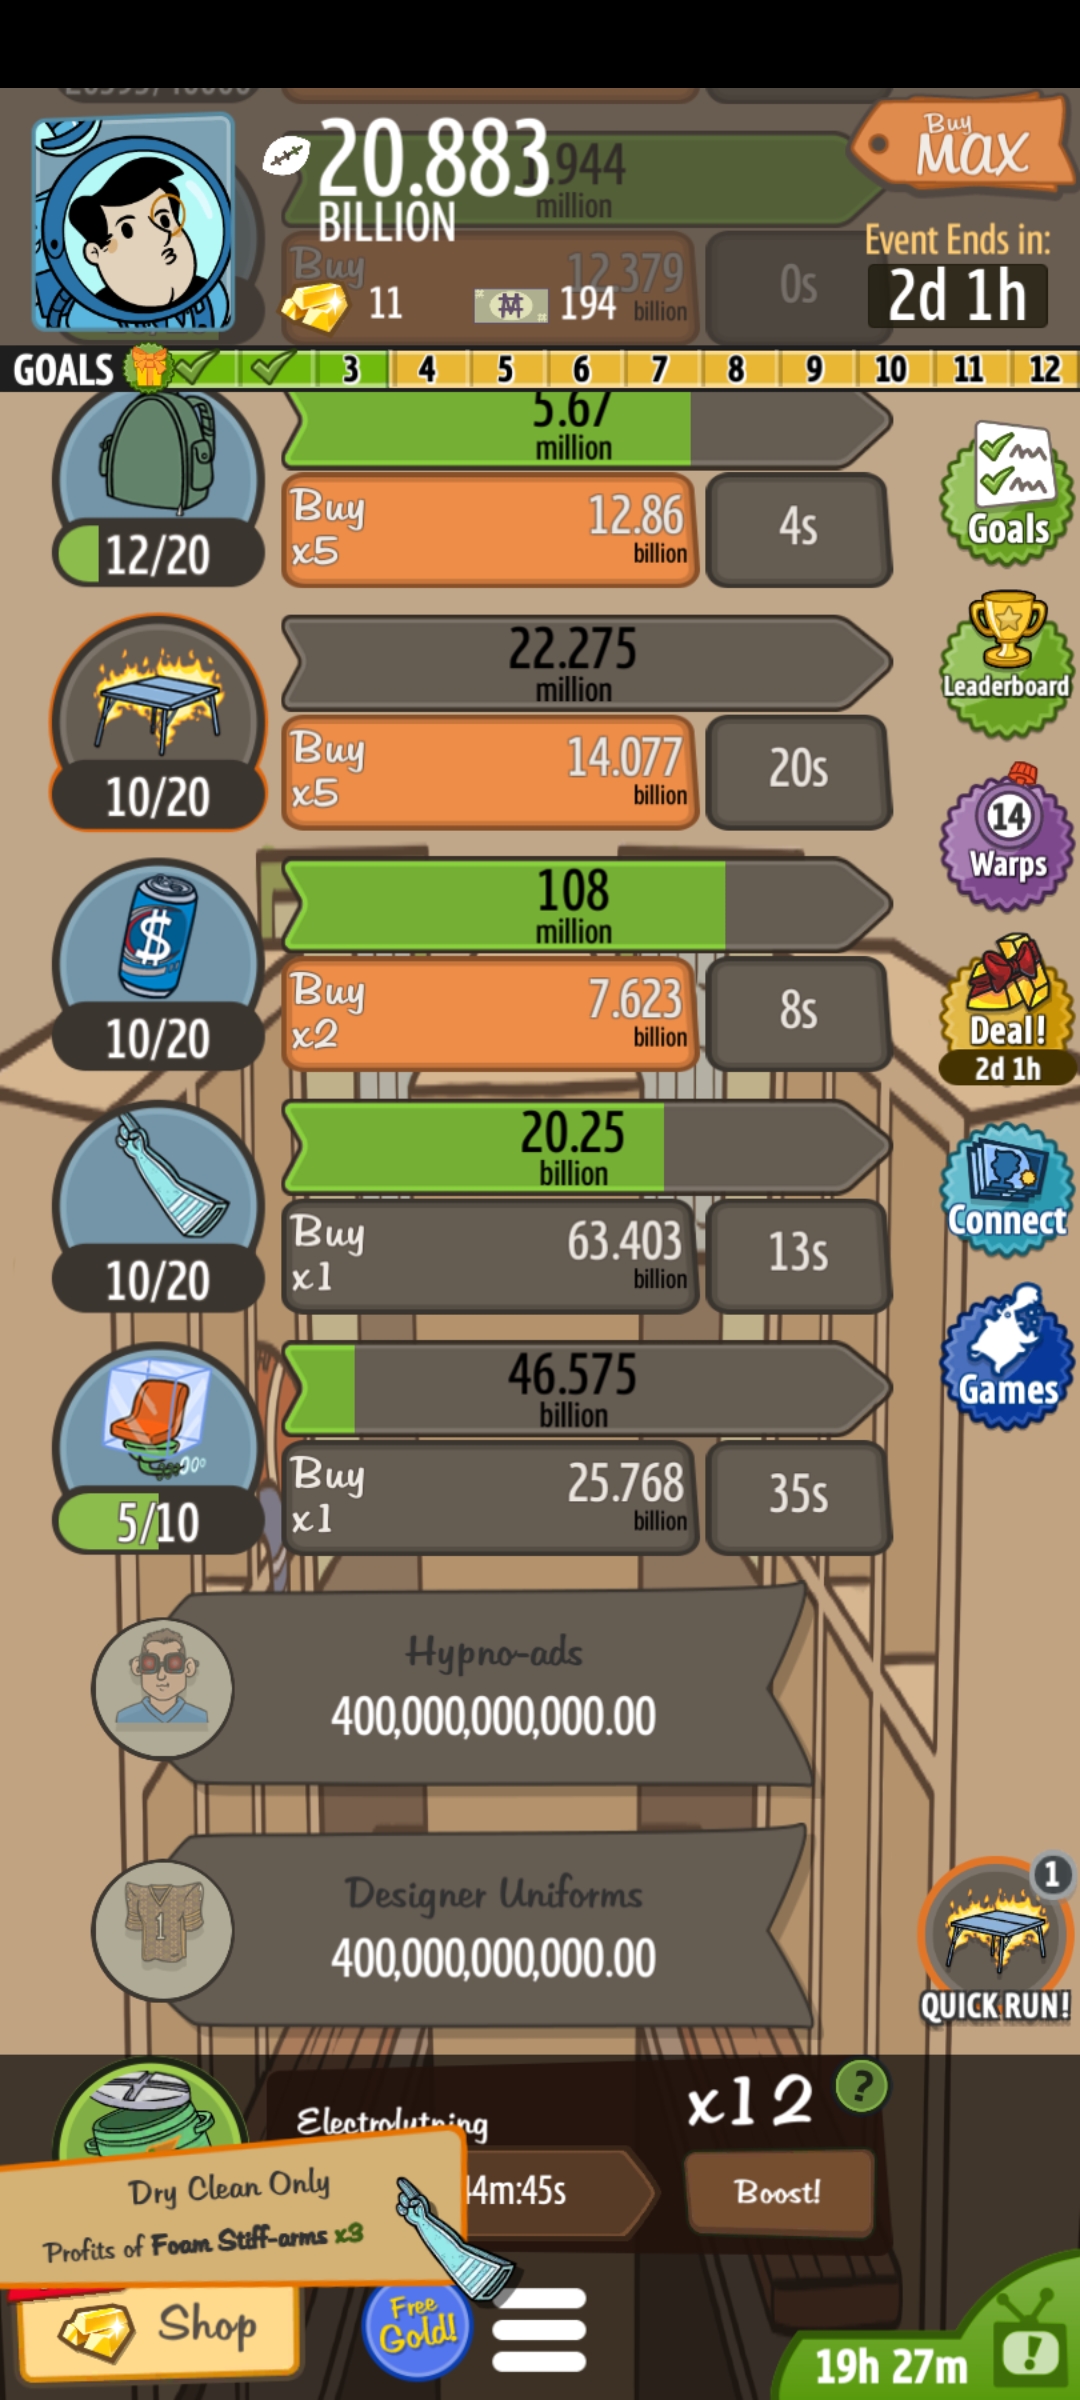 20.883
BILLION
.944
million
Buy
MAX
Event Ends in:
2d 1h
Buy
12.379
billion
0s
11
194
GOALS
3
4
5
6
7
8
9
10
11
12
5.67
million
12/20
Buy
x5
12.86
billion
4s
Goals
22.275
million
10/20
Buy
x5
14.077
billion
20s
Leaderboard
14
Warps
108
million
10/20
$
Buy
x2
7.623
billion
8s
Deal!
2d 1h
20.25
billion
10/20
Buy
x1
63.403
billion
13s
Connect
46.575
billion
5/10
Buy
x1
25.768
billion
35s
Games
Hypno-ads
400,000,000,000.00
Designer Uniforms
400,000,000,000.00
1
1
QUICK RUN!
x12
?
4m:45s
Boost!
Dry Clean Only
Profits of Foam Stiff-arms x3
Shop
Free
Gold!
19h 27m
!